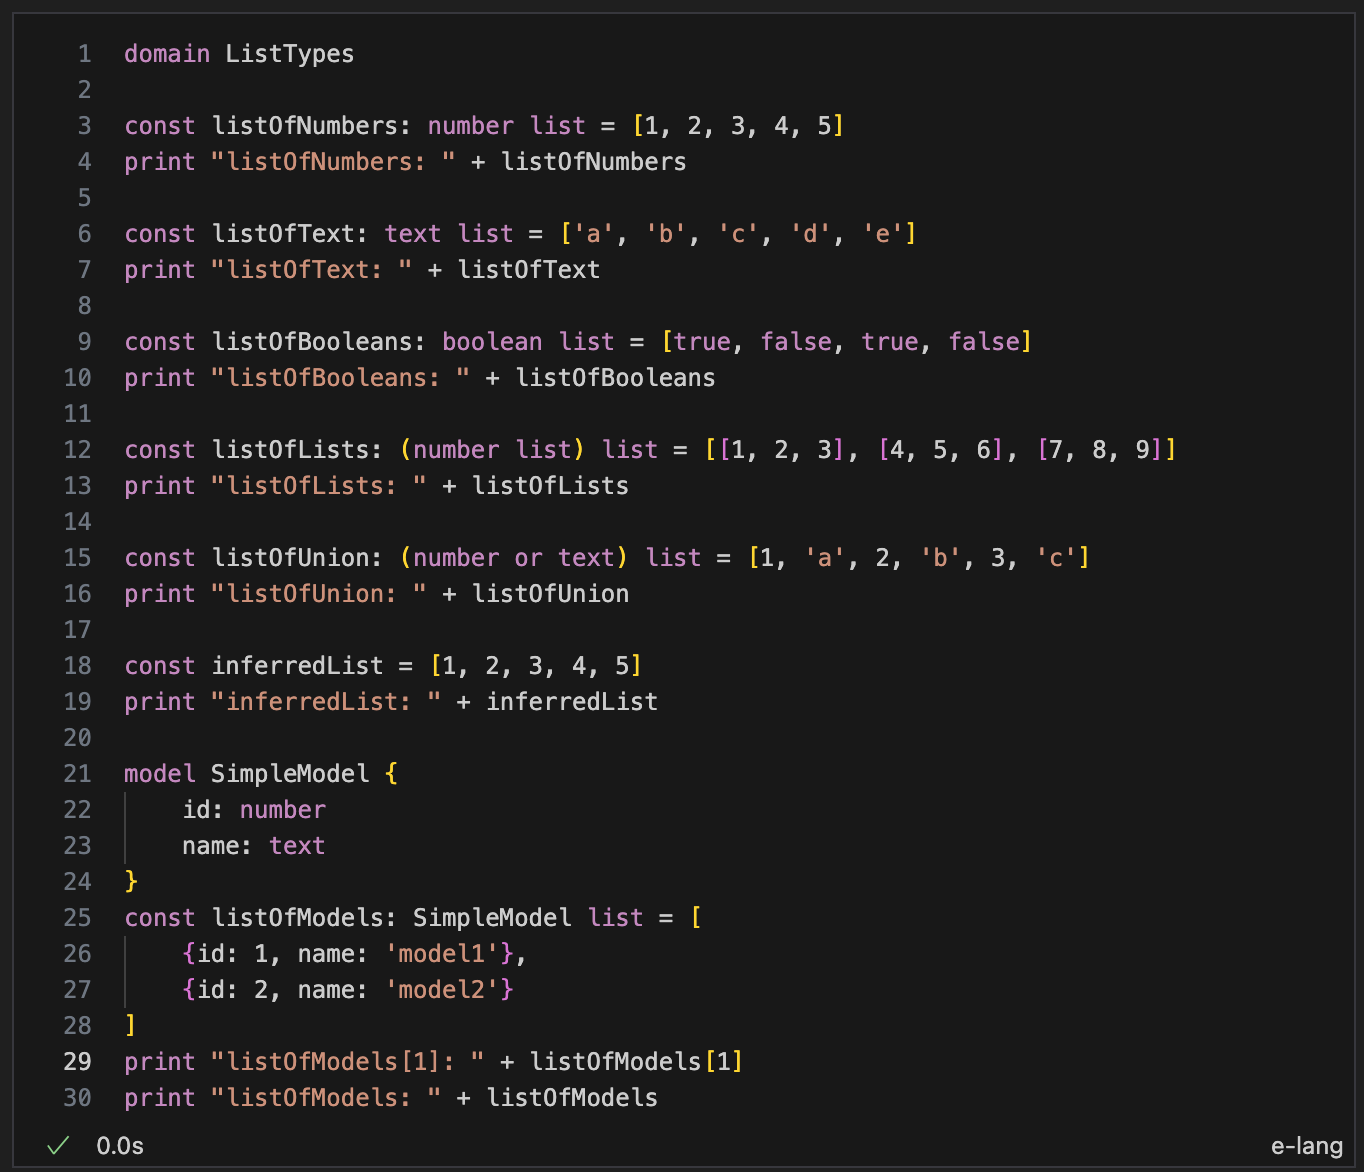 1 domain ListTypes
2
3 const listOfNumbers: number list = [1, 2, 3, 4, 5]
4 print "listOfNumbers: " + listOfNumbers
5
6 const listOfText: text list = ['a', 'b', 'c', 'd', 'e']
7 print "listOfText: " + listOfText
8
9 const listOfBooleans: boolean list = [true, false, true, false]
10 print "listOfBooleans: " + listOfBooleans
11
12 const listOfLists: (number list) list = [[1, 2, 3], [4, 5, 6], [7, 8, 9]]
13 print "listOfLists: " + listOfLists
14
15 const listOfUnion: (number or text) list = [1, 'a', 2, 'b', 3, 'c']
16 print "listOfUnion: " + listOfUnion
17
18 const inferredList = [1, 2, 3, 4, 5]
19 print "inferredList: " + inferredList
20
21 model SimpleModel {
22     id: number
23     name: text
24 }
25 const listOfModels: SimpleModel list = [
26     {id: 1, name: 'model1'},
27     {id: 2, name: 'model2'}
28 ]
29 print "listOfModels[1]: " + listOfModels[1]
30 print "listOfModels: " + listOfModels
✓ 0.0s e-lang